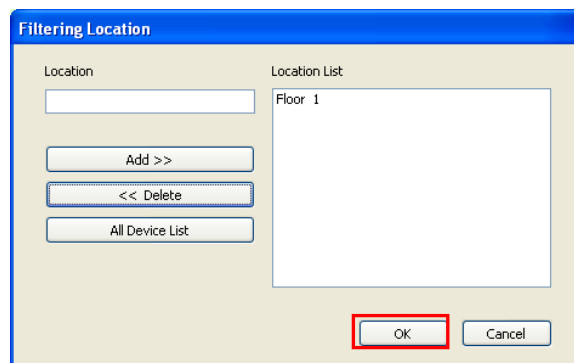 Filtering Location
Location
Location List
Floor 1
Add >>
<< Delete
All Device List
OK
Cancel